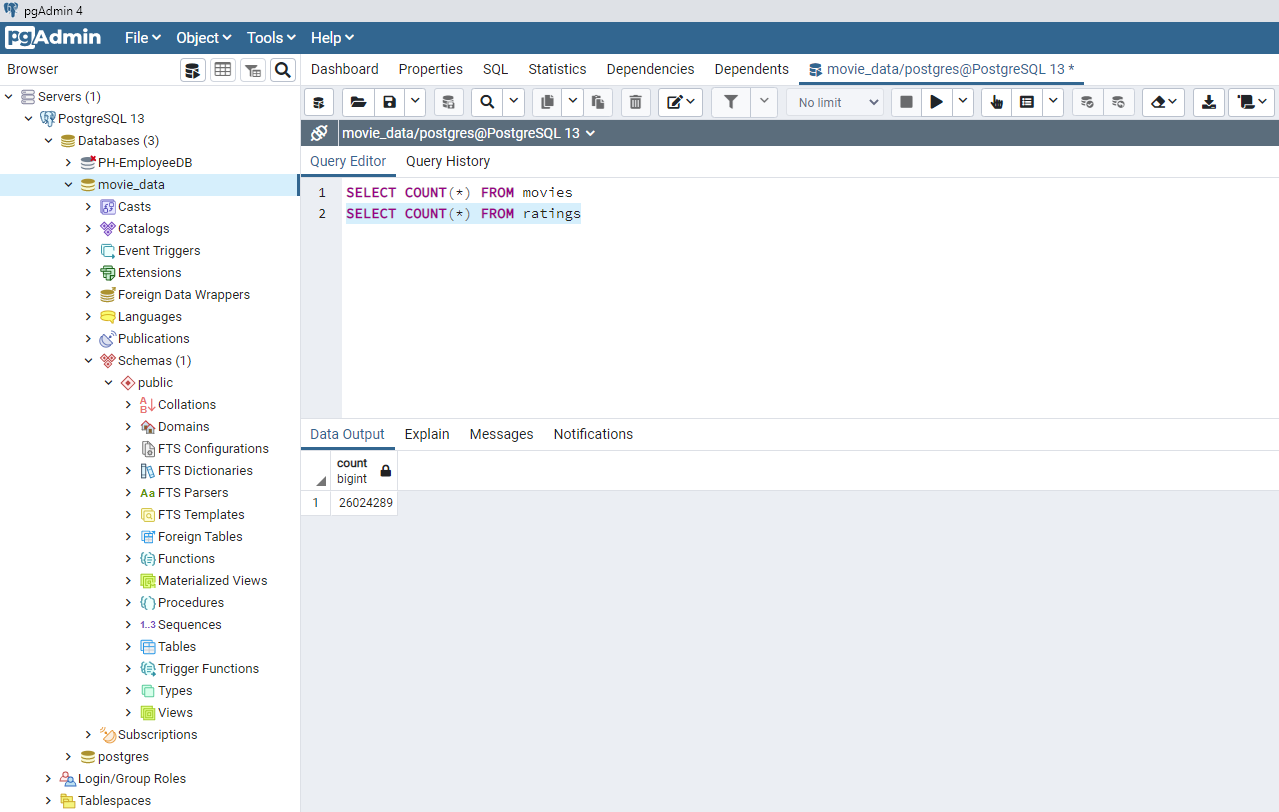 pgAdmin 4
pgAdmin File Object Tools Help
Browser
Dashboard Properties SQL Statistics Dependencies Dependents movie_data/postgres@PostgreSQL 13 *
No limit
movie_data/postgres@PostgreSQL 13
Query Editor Query History
1 SELECT COUNT(*) FROM movies
2 SELECT COUNT(*) FROM ratings
Data Output Explain Messages Notifications
count
bigint
1 26024289
Servers (1)
PostgreSQL 13
Databases (3)
PH-EmployeeDB
movie_data
Casts
Catalogs
Event Triggers
Extensions
Foreign Data Wrappers
Languages
Publications
Schemas (1)
public
Collations
Domains
FTS Configurations
FTS Dictionaries
Aa FTS Parsers
FTS Templates
Foreign Tables
Functions
Materialized Views
Procedures
1..3 Sequences
Tables
Trigger Functions
Types
Views
Subscriptions
postgres
Login/Group Roles
Tablespaces